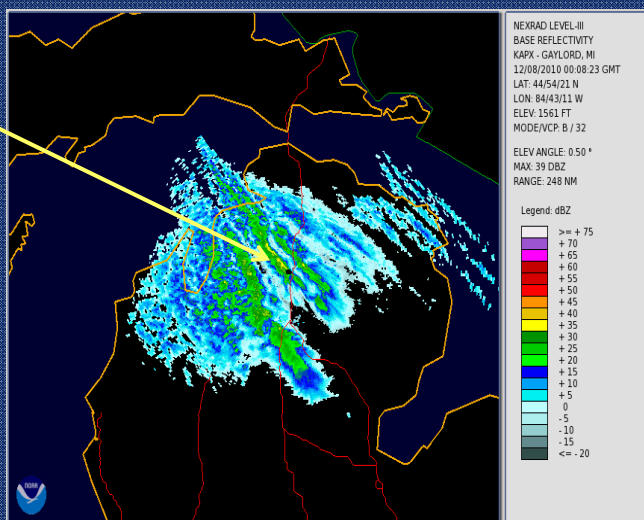 NEXRAD LEVEL-III
BASE REFLECTIVITY
KAPX - GAYLORD, MI
12/08/2010 00:08:23 GMT
LAT: 44/54/21 N
LON: 84/43/11 W
ELEV: 1561 FT
MODE/VCP: B / 32
ELEV ANGLE: 0.50 °
MAX: 39 DBZ
RANGE: 248 NM
Legend: dBZ
>= + 75
+ 70
+ 65
+ 60
+ 55
+ 50
+ 45
+ 40
+ 35
+ 30
+ 25
+ 20
+ 15
+ 10
+ 5
0
- 5
- 10
- 15
<= - 20
NOAA